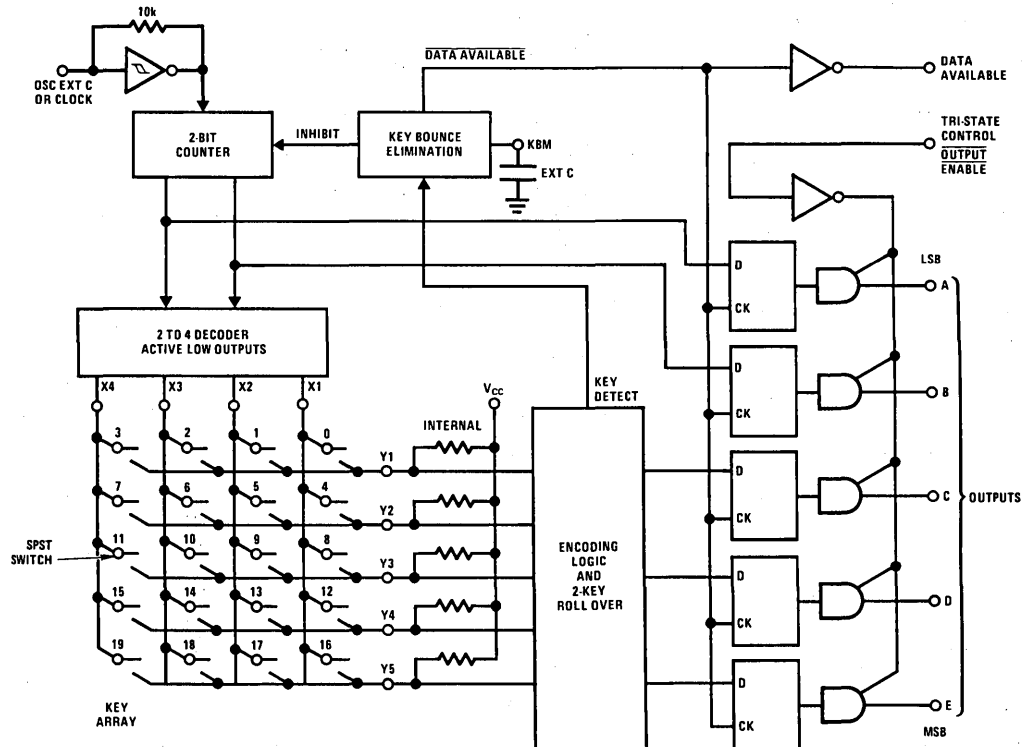 10k
OSC EXT C
OR CLOCK
2-BIT
COUNTER
INHIBIT
KEY BOUNCE
ELIMINATION
KBM
EXT C
DATA AVAILABLE
DATA
AVAILABLE
TRI-STATE
CONTROL
OUTPUT
ENABLE
2 TO 4 DECODER
ACTIVE LOW OUTPUTS
X4 X3 X2 X1
VCC
INTERNAL
KEY
DETECT
3 2 1 0 Y1
7 6 5 4 Y2
11 10 9 8 Y3
15 14 13 12 Y4
19 18 17 16 Y5
SPST
SWITCH
KEY
ARRAY
ENCODING
LOGIC
AND
2-KEY
ROLL OVER
D
CK
LSB
A
D
CK
B
D
CK
C
OUTPUTS
D
CK
D
D
CK
E
MSB